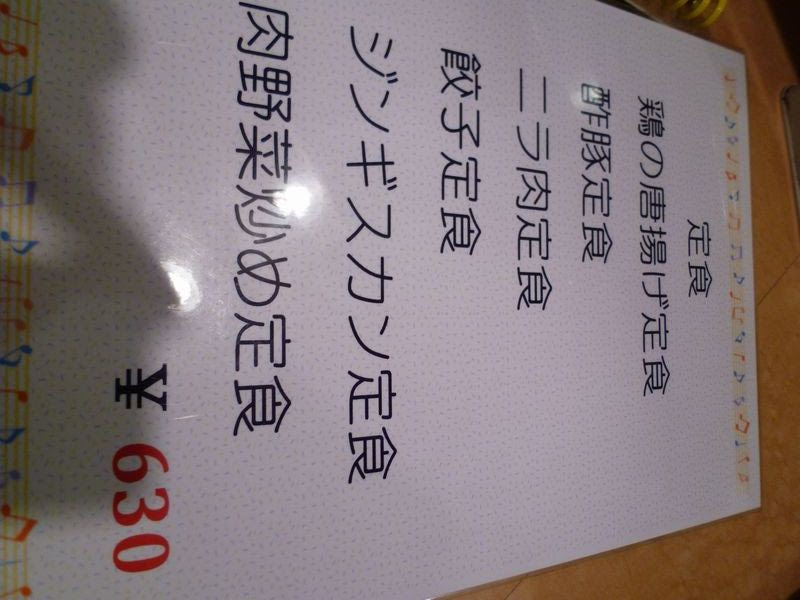 定食
鶏の唐揚げ定食
酢豚定食
ニラ肉定食
餃子定食
ジンギスカン定食
肉野菜炒め定食
¥ 630